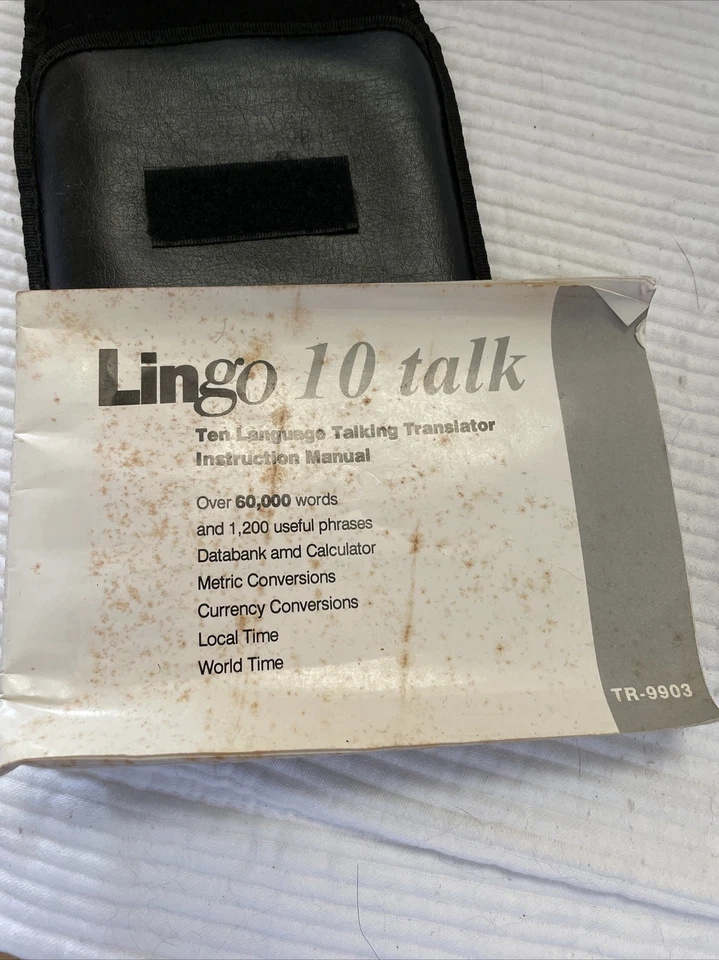 Lingo 10 talk
Ten Language Talking Translator
Instruction Manual
Over 60,000 words
and 1,200 useful phrases
Databank amd Calculator
Metric Conversions
Currency Conversions
Local Time
World Time
TR-9903